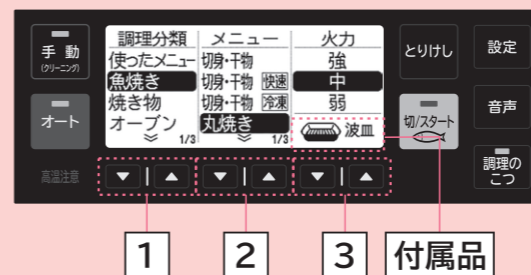 手動
(クリーニング)
オート
高温注意
調理分類
使ったメニュー
魚焼き
焼き物
オーブン
1/3
メニュー
切身・干物
切身・干物 快速
切身・干物 冷凍
丸焼き
1/3
火力
強
中
弱
波皿
とりけし
切/スタート
設定
音声
調理の
こつ
1
2
3
付属品